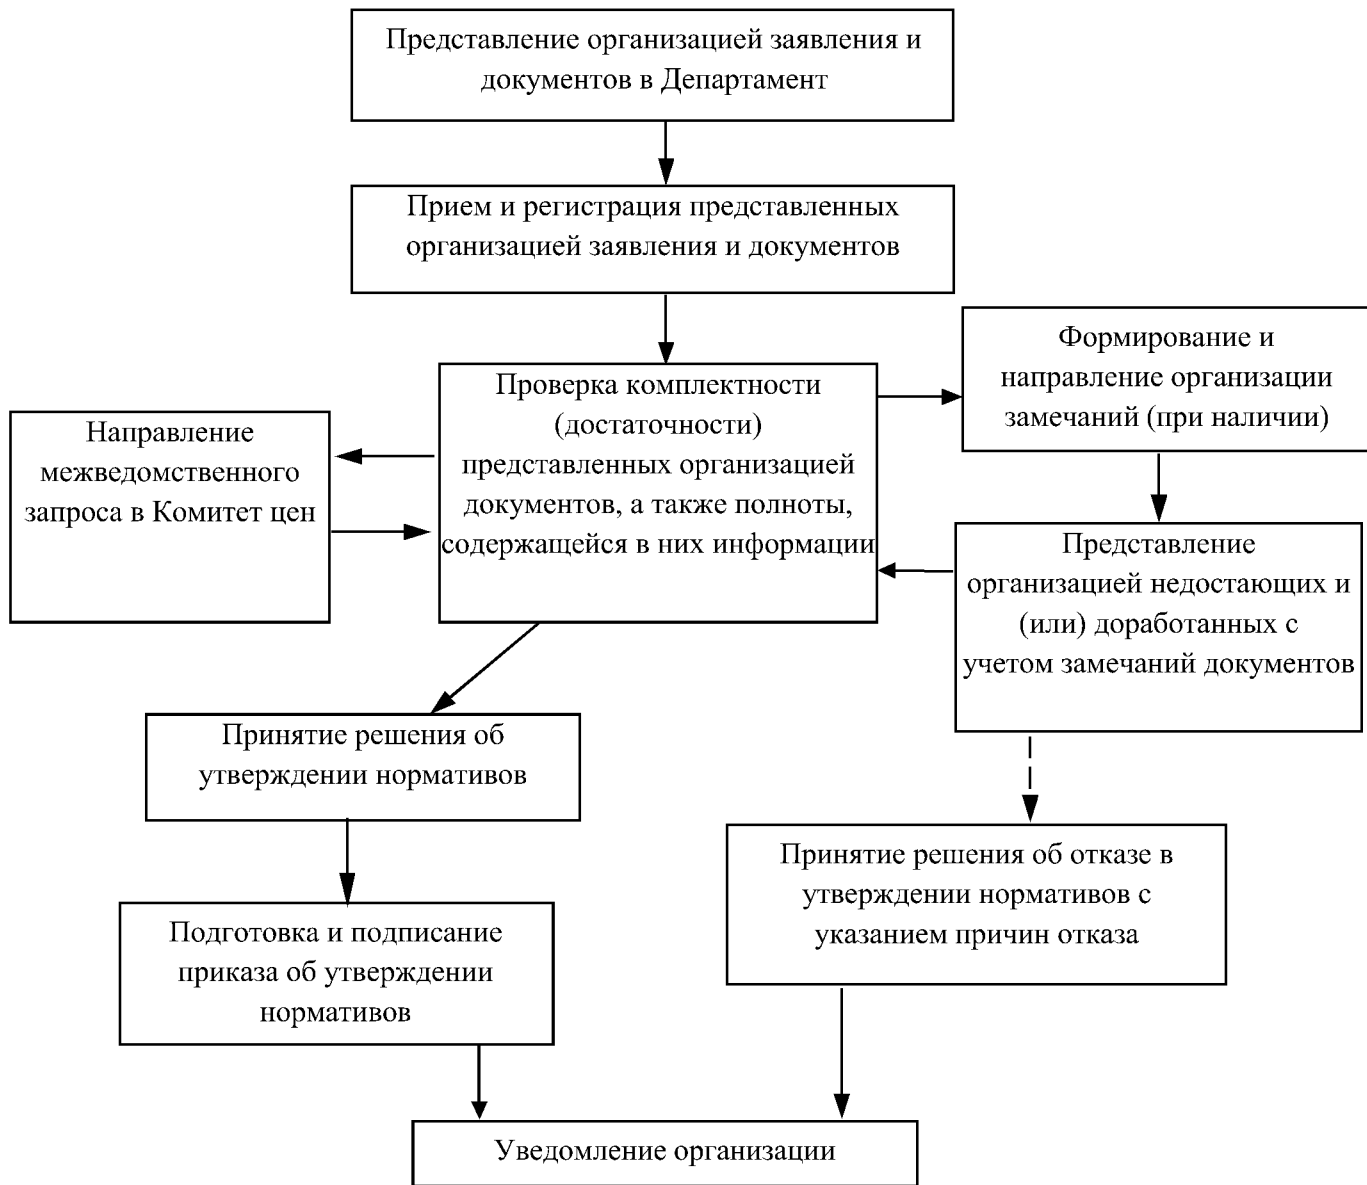 Представление организацией заявления и
документов в Департамент
Прием и регистрация представленных
организацией заявления и документов
Формирование и
направление организации
замечаний (при наличии)
Проверка комплектности
(достаточности)
представленных организацией
документов, а также полноты,
содержащейся в них информации
Направление
межведомственного
запроса в Комитет цен
Представление
организацией недостающих и
(или) доработанных с
учетом замечаний документов
Принятие решения об
утверждении нормативов
Принятие решения об отказе в
утверждении нормативов с
указанием причин отказа
Подготовка и подписание
приказа об утверждении
нормативов
Уведомление организации